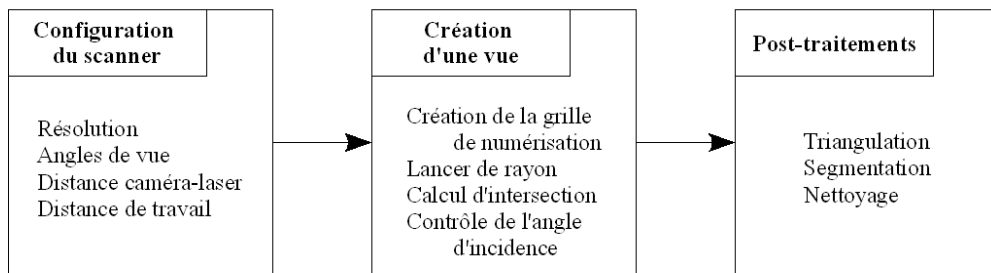 Configuration
du scanner
Résolution
Angles de vue
Distance caméra-laser
Distance de travail
Création
d'une vue
Création de la grille
de numérisation
Lancer de rayon
Calcul d'intersection
Contrôle de l'angle
d'incidence
Post-traitements
Triangulation
Segmentation
Nettoyage